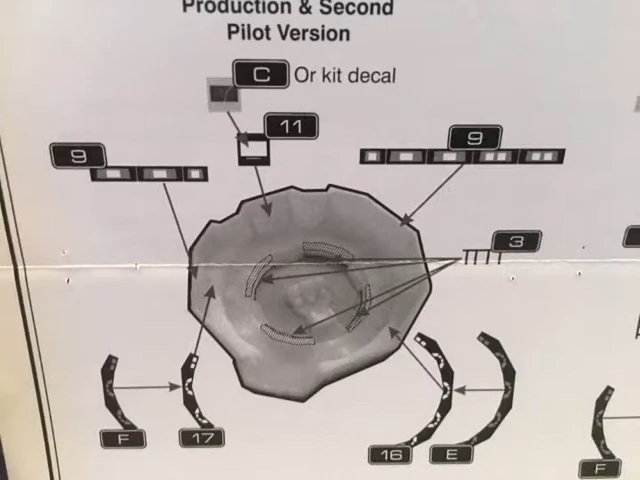 Production & Second
Pilot Version
C Or kit decal
11
9
9
3
F
17
16
E
F